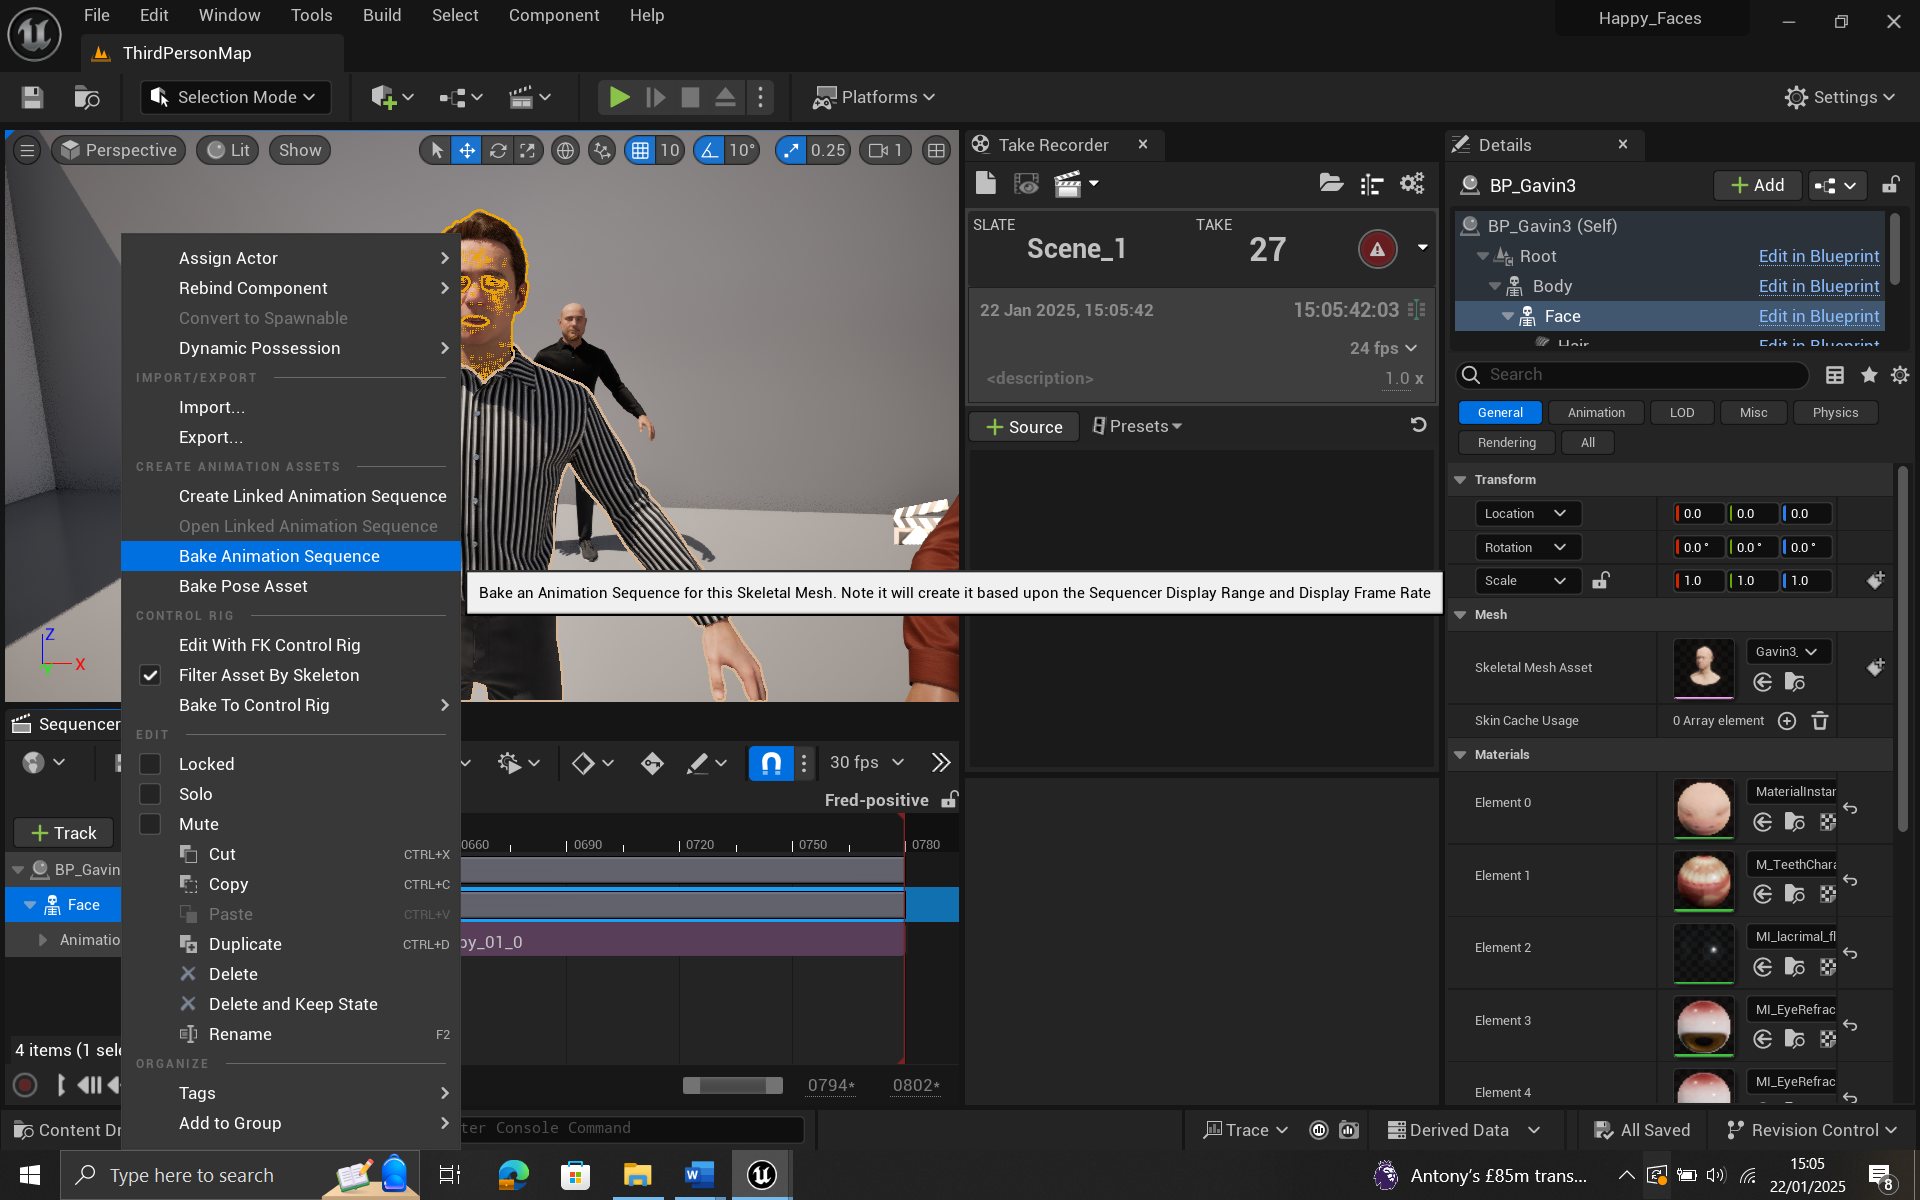 File Edit Window Tools Build Select Component Help
Happy_Faces
ThirdPersonMap
Selection Mode
Platforms
Settings
Perspective Lit Show
10 10° 0.25 1
Take Recorder
Details
BP_Gavin3
Add
SLATE
Scene_1
TAKE
27
22 Jan 2025, 15:05:42
15:05:42:03
24 fps
<description>
1.0 x
Source
Presets
BP_Gavin3 (Self)
Root Edit in Blueprint
Body Edit in Blueprint
Face Edit in Blueprint
Hair Edit in Blueprint
Search
General Animation LOD Misc Physics
Rendering All
Transform
Location 0.0 0.0 0.0
Rotation 0.0° 0.0° 0.0°
Scale 1.0 1.0 1.0
Mesh
Skeletal Mesh Asset
Gavin3_
Skin Cache Usage 0 Array element
Materials
Element 0 MaterialInstar
Element 1 M_TeethChara
Element 2 MI_lacrimal_fl
Element 3 MI_EyeRefrac
Element 4 MI_EyeRefrac
Assign Actor
Rebind Component
Convert to Spawnable
Dynamic Possession
IMPORT/EXPORT
Import...
Export...
CREATE ANIMATION ASSETS
Create Linked Animation Sequence
Open Linked Animation Sequence
Bake Animation Sequence
Bake Pose Asset
Bake an Animation Sequence for this Skeletal Mesh. Note it will create it based upon the Sequencer Display Range and Display Frame Rate
CONTROL RIG
Edit With FK Control Rig
Filter Asset By Skeleton
Bake To Control Rig
EDIT
Locked
Solo
Mute
Cut CTRL+X
Copy CTRL+C
Paste CTRL+V
Duplicate CTRL+D
Delete
Delete and Keep State
Rename F2
ORGANIZE
Tags
Add to Group
Z
X
Y
Sequencer
30 fps
Fred-positive
Track
0660 0690 0720 0750 0780
BP_Gavin
Face
Animatio
py_01_0
4 items (1 sele
0794* 0802*
Content Dr
ter Console Command
Trace
Derived Data
All Saved
Revision Control
Type here to search
Antony's £85m trans...
15:05
22/01/2025
8